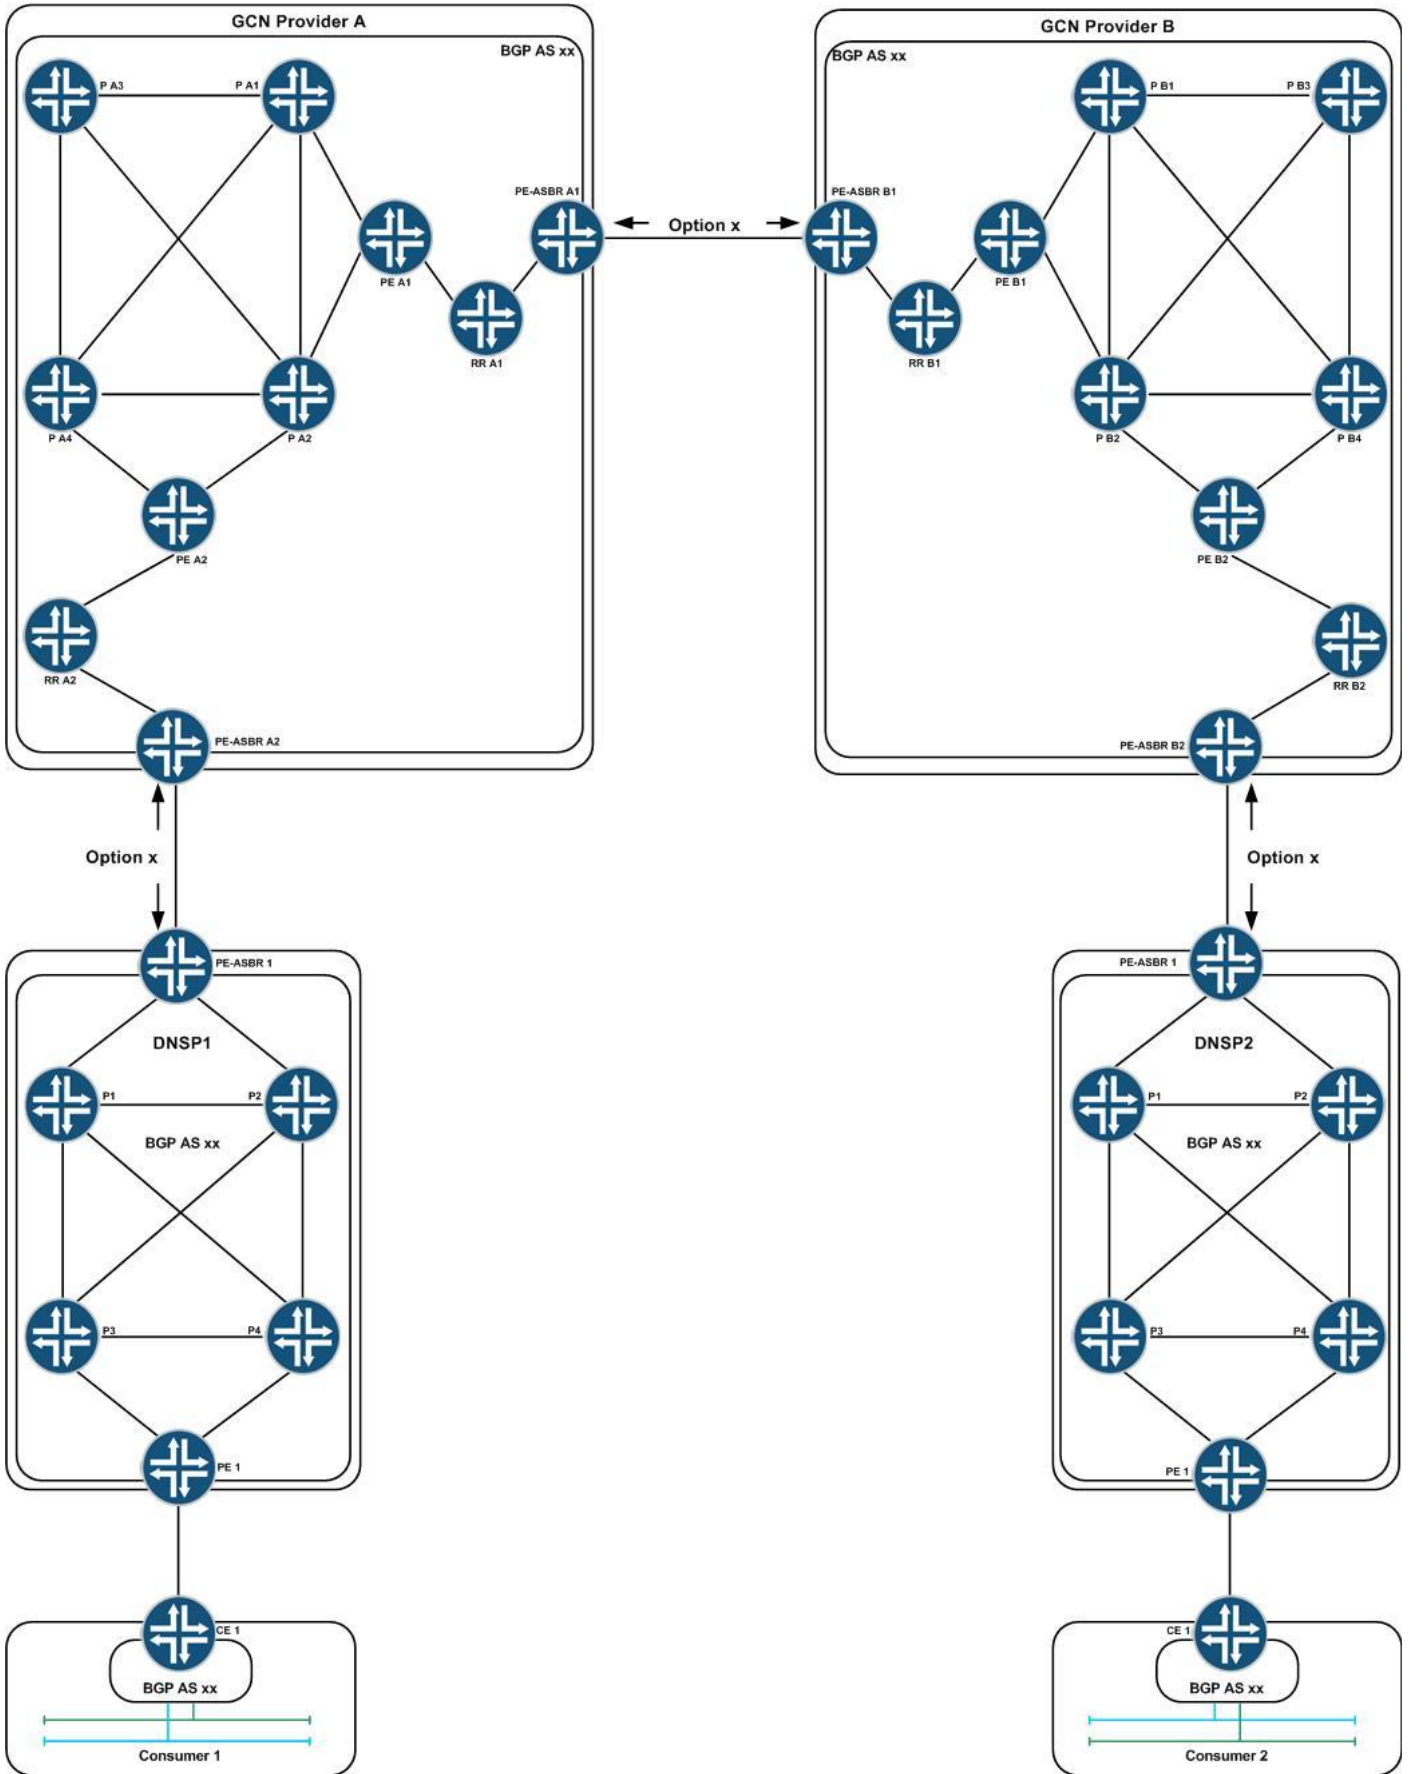 GCN Provider A
BGP AS xx
P A3
P A1
PE-ASBR A1
PE A1
RR A1
P A4
P A2
PE A2
RR A2
PE-ASBR A2
Option x
GCN Provider B
BGP AS xx
P B1
P B3
PE-ASBR B1
PE B1
RR B1
P B2
P B4
PE B2
RR B2
PE-ASBR B2
Option x
Option x
PE-ASBR 1
DNSP1
P1
P2
BGP AS xx
P3
P4
PE 1
CE 1
BGP AS xx
Consumer 1
PE-ASBR 1
DNSP2
P1
P2
BGP AS xx
P3
P4
PE 1
CE 1
BGP AS xx
Consumer 2